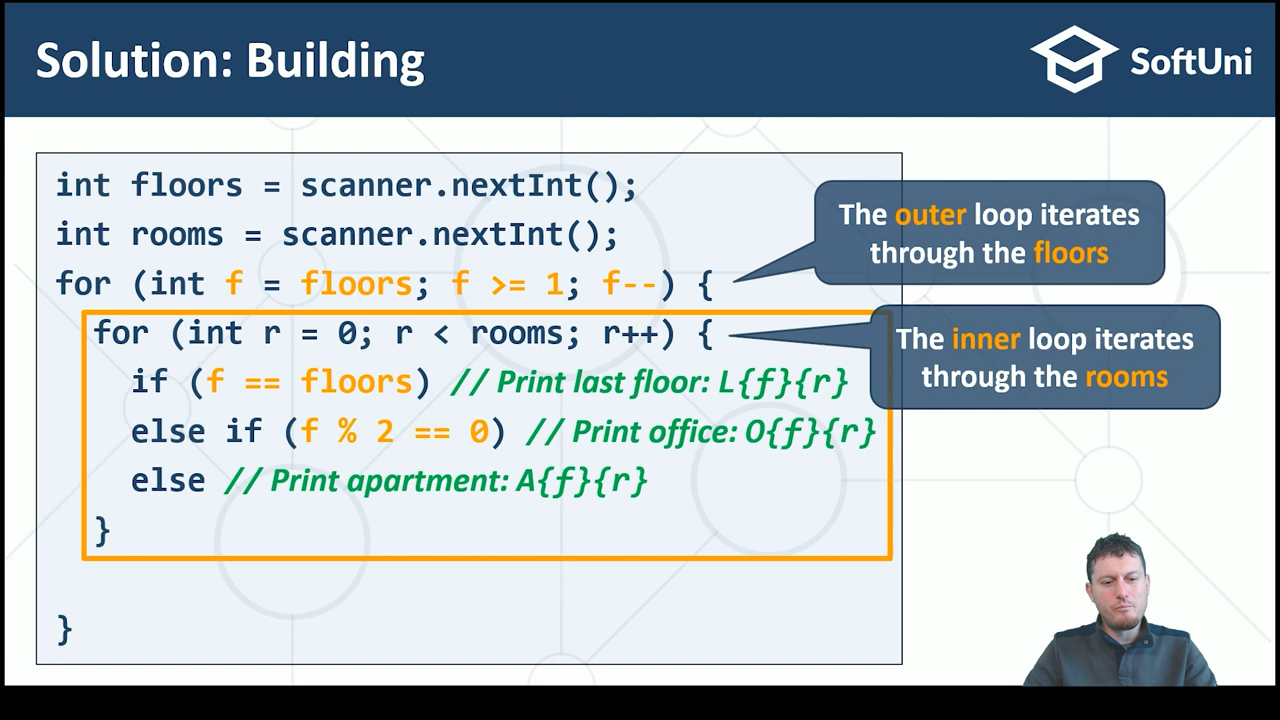 Solution: Building
SoftUni
int floors = scanner.nextInt();
int rooms = scanner.nextInt();
for (int f = floors; f >= 1; f--) {
for (int r = 0; r < rooms; r++) {
if (f == floors) // Print last floor: L{f}{r}
else if (f % 2 == 0) // Print office: O{f}{r}
else // Print apartment: A{f}{r}
}
}
The outer loop iterates
through the floors
The inner loop iterates
through the rooms